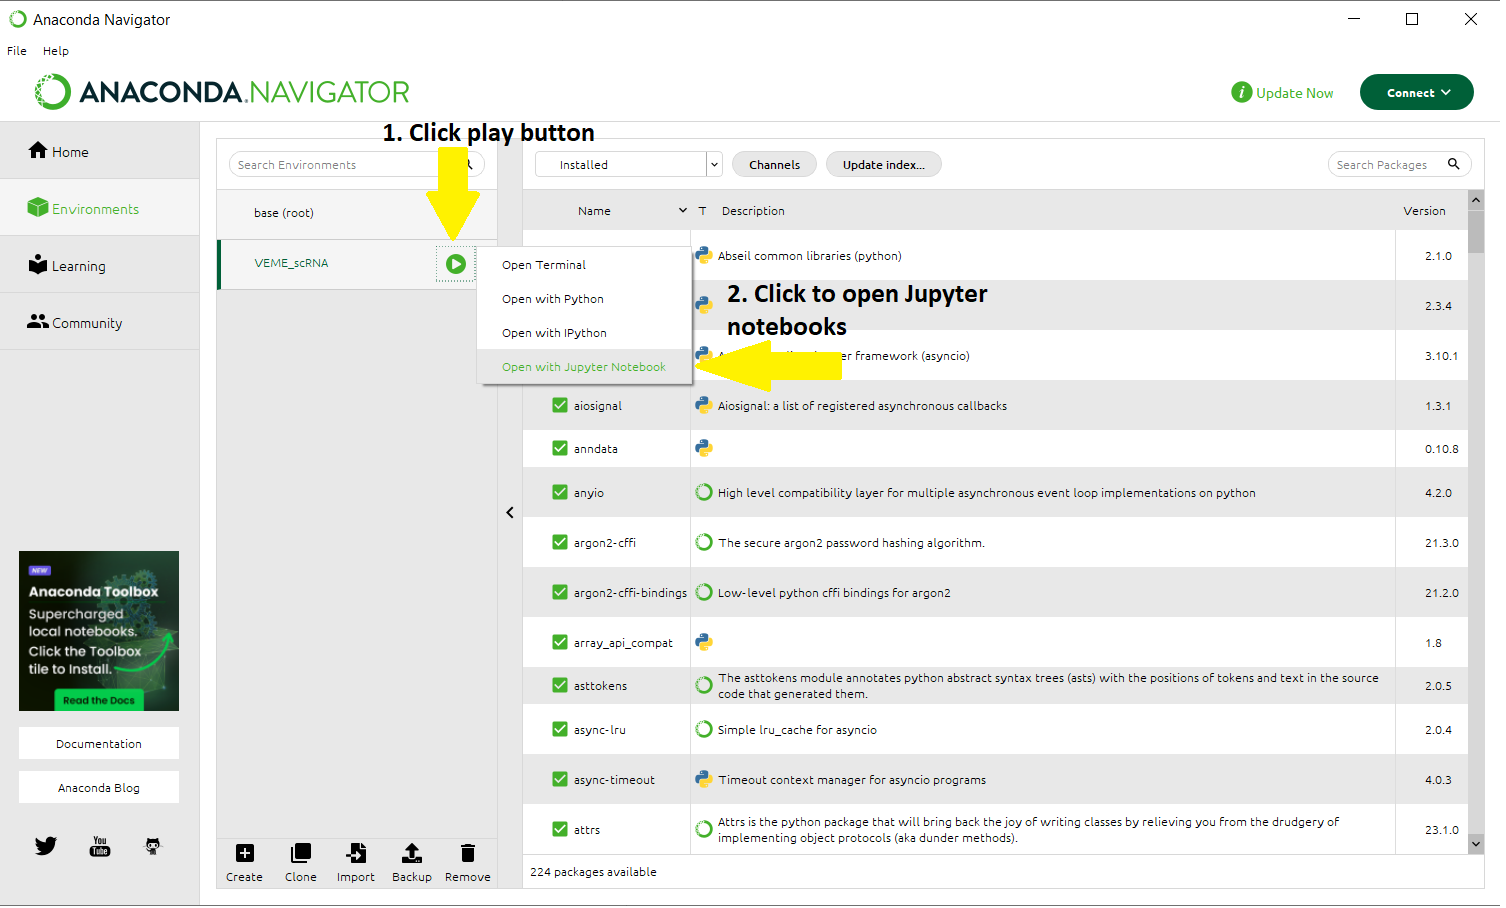 Anaconda Navigator
File Help
ANACONDA.NAVIGATOR
i Update Now
Connect
1. Click play button
Home
Environments
Learning
Community
NEW
Anaconda Toolbox
Supercharged
local notebooks.
Click the Toolbox
tile to Install.
Read the Docs
Documentation
Anaconda Blog
You
Tube
Search Environments
base (root)
VEME_scRNA
Open Terminal
Open with Python
Open with IPython
Open with Jupyter Notebook
2. Click to open Jupyter
notebooks
Create Clone Import Backup Remove
Installed Channels Update index... Search Packages
Name T Description Version
Abseil common libraries (python) 2.1.0
2.3.4
framework (asyncio) 3.10.1
aiosignal Aiosignal: a list of registered asynchronous callbacks 1.3.1
anndata 0.10.8
anyio High level compatibility layer for multiple asynchronous event loop implementations on python 4.2.0
argon2-cffi The secure argon2 password hashing algorithm. 21.3.0
argon2-cffi-bindings Low-level python cffi bindings for argon2 21.2.0
array_api_compat 1.8
asttokens The asttokens module annotates python abstract syntax trees (asts) with the positions of tokens and text in the source
code that generated them. 2.0.5
async-lru Simple lru_cache for asyncio 2.0.4
async-timeout Timeout context manager for asyncio programs 4.0.3
attrs Attrs is the python package that will bring back the joy of writing classes by relieving you from the drudgery of
implementing object protocols (aka dunder methods). 23.1.0
224 packages available